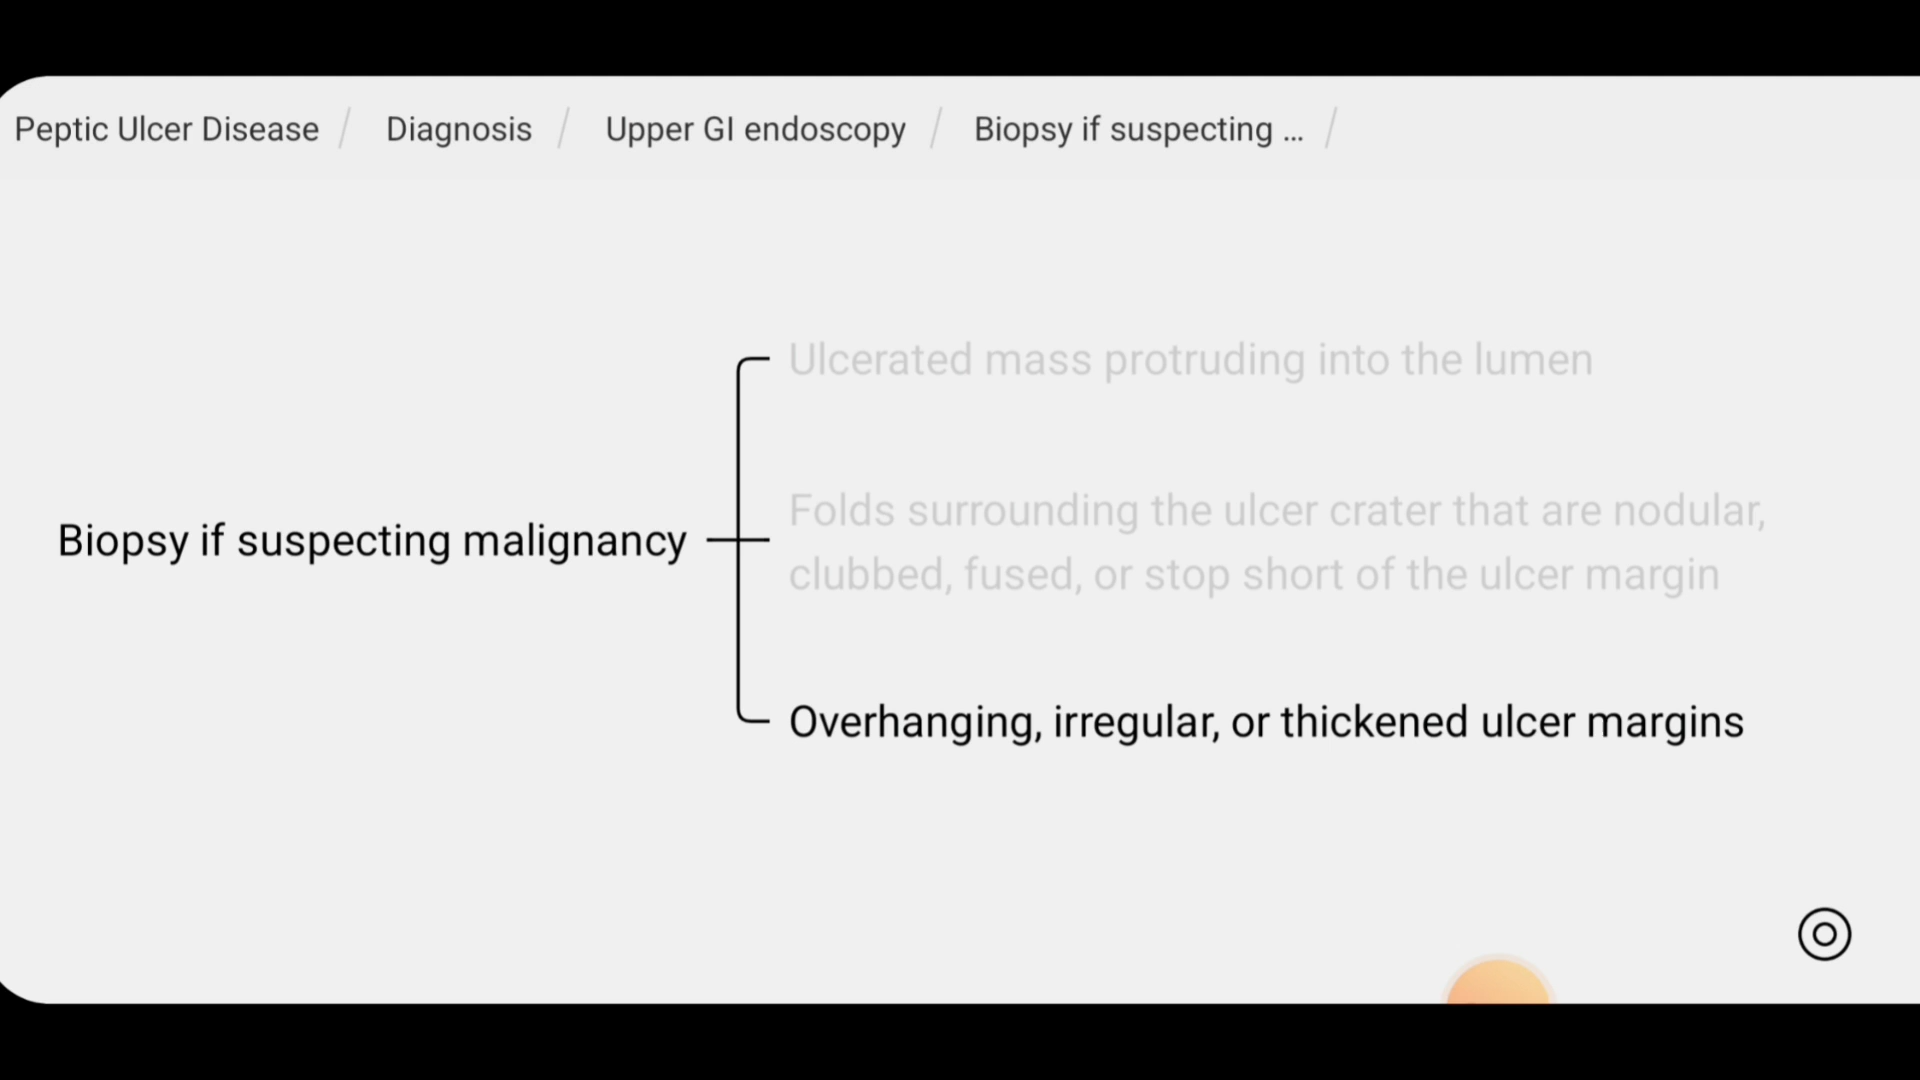 Peptic Ulcer Disease / Diagnosis / Upper GI endoscopy / Biopsy if suspecting ... /
Ulcerated mass protruding into the lumen
Folds surrounding the ulcer crater that are nodular,
clubbed, fused, or stop short of the ulcer margin
Biopsy if suspecting malignancy
Overhanging, irregular, or thickened ulcer margins